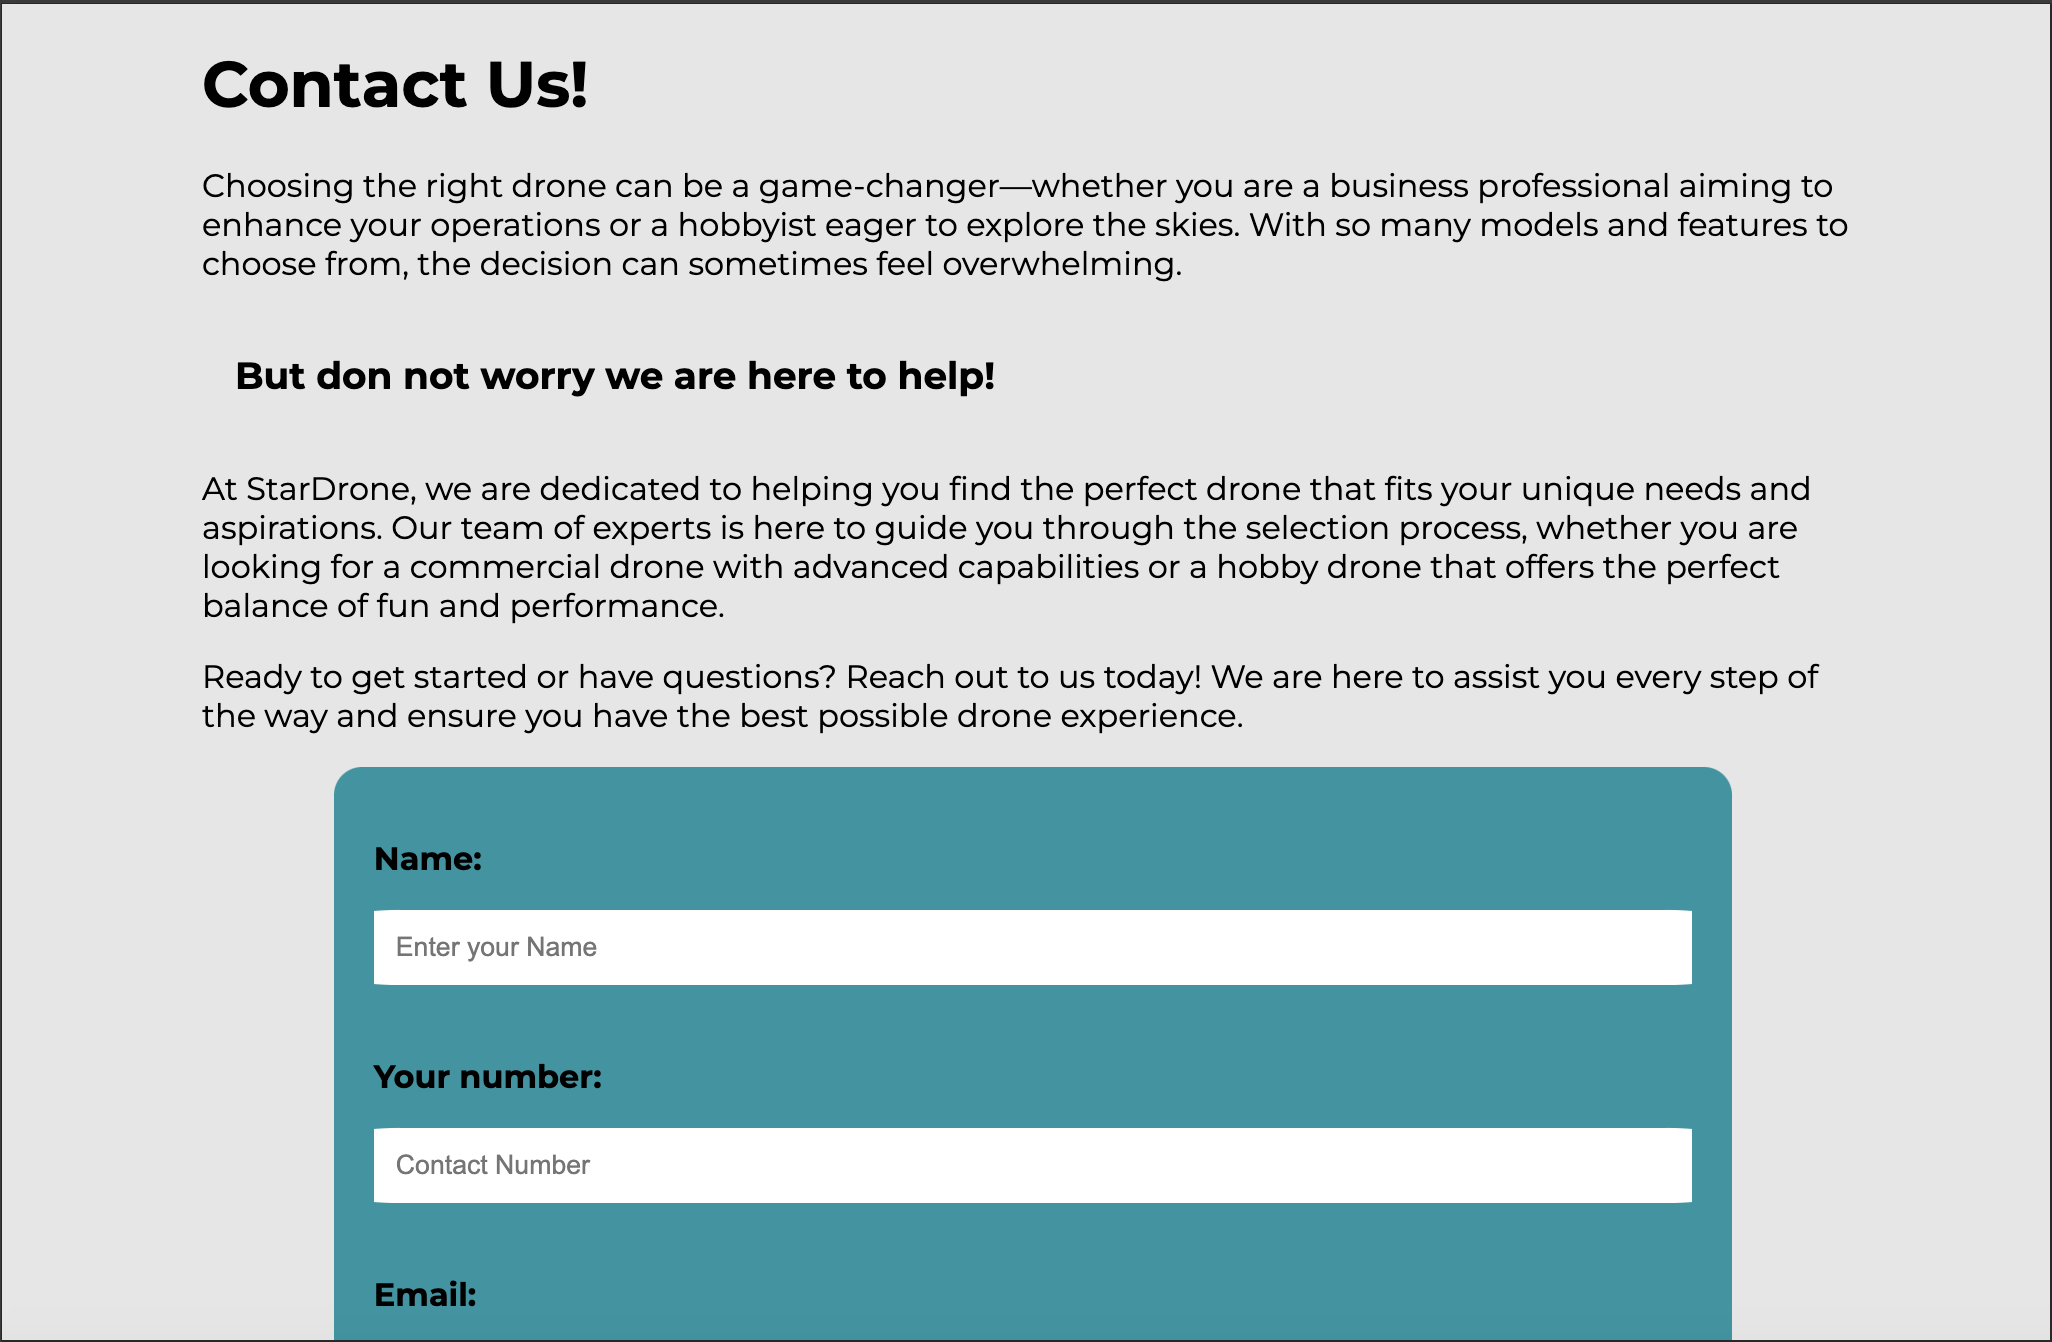 Contact Us!
Choosing the right drone can be a game-changer—whether you are a business professional aiming to
enhance your operations or a hobbyist eager to explore the skies. With so many models and features to
choose from, the decision can sometimes feel overwhelming.
But don not worry we are here to help!
At StarDrone, we are dedicated to helping you find the perfect drone that fits your unique needs and
aspirations. Our team of experts is here to guide you through the selection process, whether you are
looking for a commercial drone with advanced capabilities or a hobby drone that offers the perfect
balance of fun and performance.
Ready to get started or have questions? Reach out to us today! We are here to assist you every step of
the way and ensure you have the best possible drone experience.
Name:
Enter your Name
Your number:
Contact Number
Email: